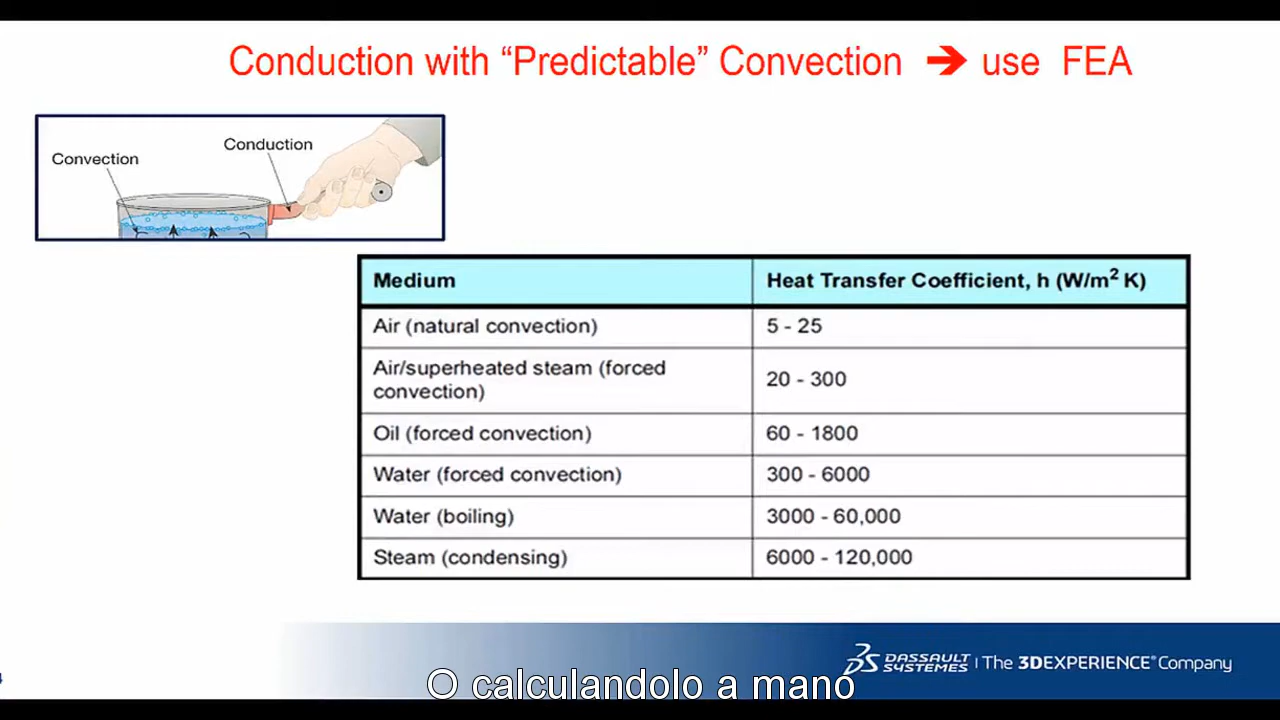 Conduction with “Predictable” Convection ➔ use FEA
Convection
Conduction
Medium
Heat Transfer Coefficient, h (W/m² K)
Air (natural convection)
5 - 25
Air/superheated steam (forced
convection)
20 - 300
Oil (forced convection)
60 - 1800
Water (forced convection)
300 - 6000
Water (boiling)
3000 - 60,000
Steam (condensing)
6000 - 120,000
DASSAULT
SYSTEMES
The 3DEXPERIENCE® Company
O calculandolo a mano